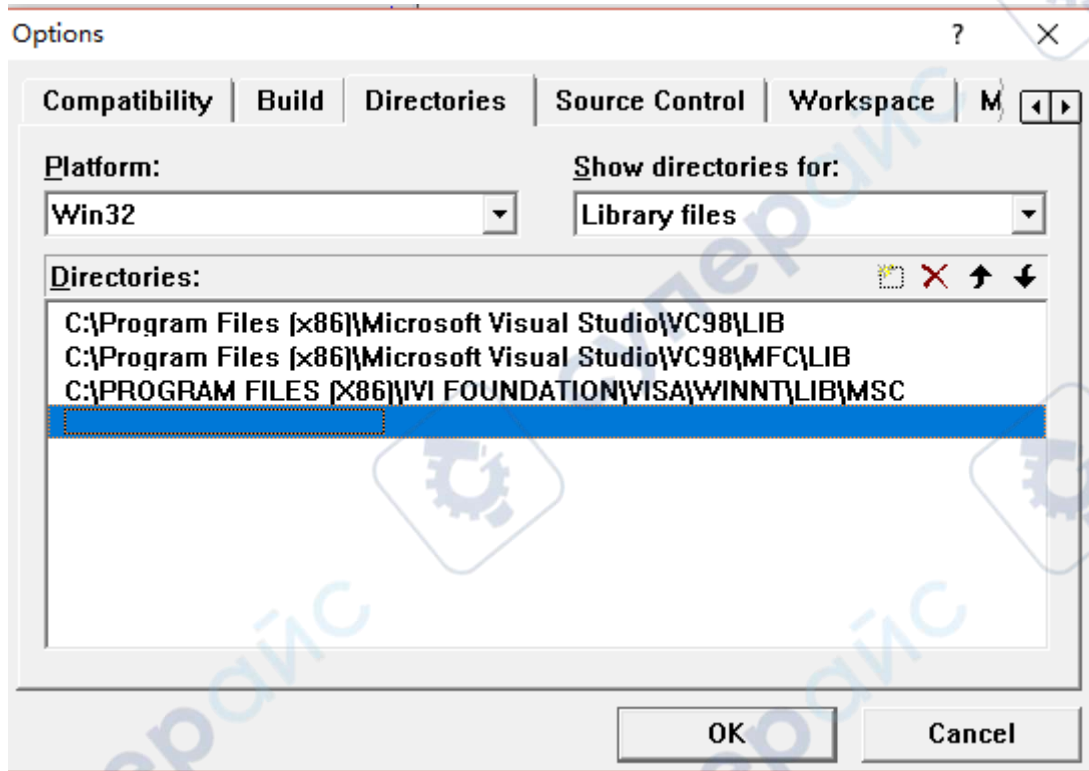 Options
?
Compatibility Build Directories Source Control Workspace M
Platform: Show directories for:
Win32 Library files
Directories:
C:\Program Files (x86)\Microsoft Visual Studio\VC98\LIB
C:\Program Files (x86)\Microsoft Visual Studio\VC98\MFC\LIB
C:\PROGRAM FILES (X86)\IVI FOUNDATION\VISA\WINNT\LIB\MSC
OK Cancel
суперайс